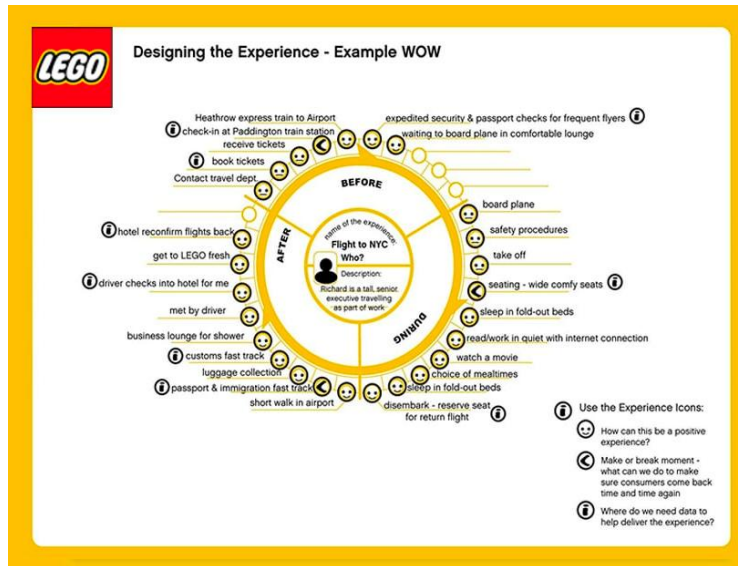 LEGO
Designing the Experience - Example WOW
Heathrow express train to Airport
check-in at Paddington train station
receive tickets
book tickets
Contact travel dept.
expedited security & passport checks for frequent flyers
waiting to board plane in comfortable lounge
BEFORE
board plane
safety procedures
take off
seating - wide comfy seats
sleep in fold-out beds
read/work in quiet with internet connection
watch a movie
choice of mealtimes
sleep in fold-out beds
disembark - reserve seat
for return flight
DURING
name of the experience:
Flight to NYC
Who?
Description:
Richard is a tall, senior
executive travelling
as part of work
AFTER
hotel reconfirm flights back
get to LEGO fresh
driver checks into hotel for me
met by driver
business lounge for shower
customs fast track
luggage collection
passport & immigration fast track
short walk in airport
Use the Experience Icons:
How can this be a positive
experience?
Make or break moment -
what can we do to make
sure consumers come back
time and time again
Where do we need data to
help deliver the experience?